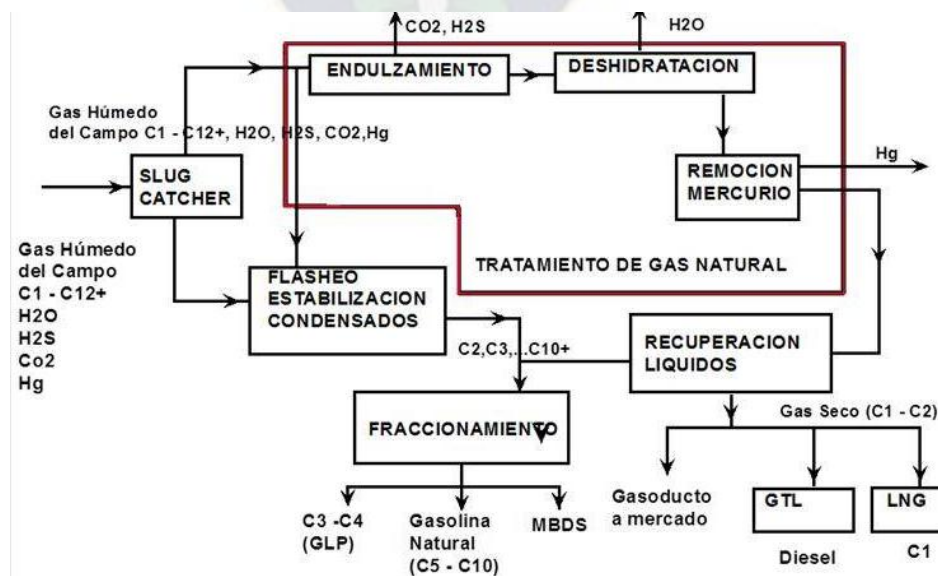 CO2, H2S
H2O
ENDULZAMIENTO
DESHIDRATACION
Gas Húmedo
del Campo C1 - C12+, H2O, H2S, CO2,Hg
Hg
SLUG
CATCHER
REMOCION
MERCURIO
Gas Húmedo
del Campo
C1 - C12+
H2O
H2S
Co2
Hg
TRATAMIENTO DE GAS NATURAL
FLASHEO
ESTABILIZACION
CONDENSADOS
C2,C3,...C10+
RECUPERACION
LIQUIDOS
Gas Seco (C1 - C2)
FRACCIONAMIENTO
C3 -C4
(GLP)
Gasolina
Natural
(C5 - C10)
MBDS
Gasoducto
a mercado
GTL
LNG
Diesel
C1